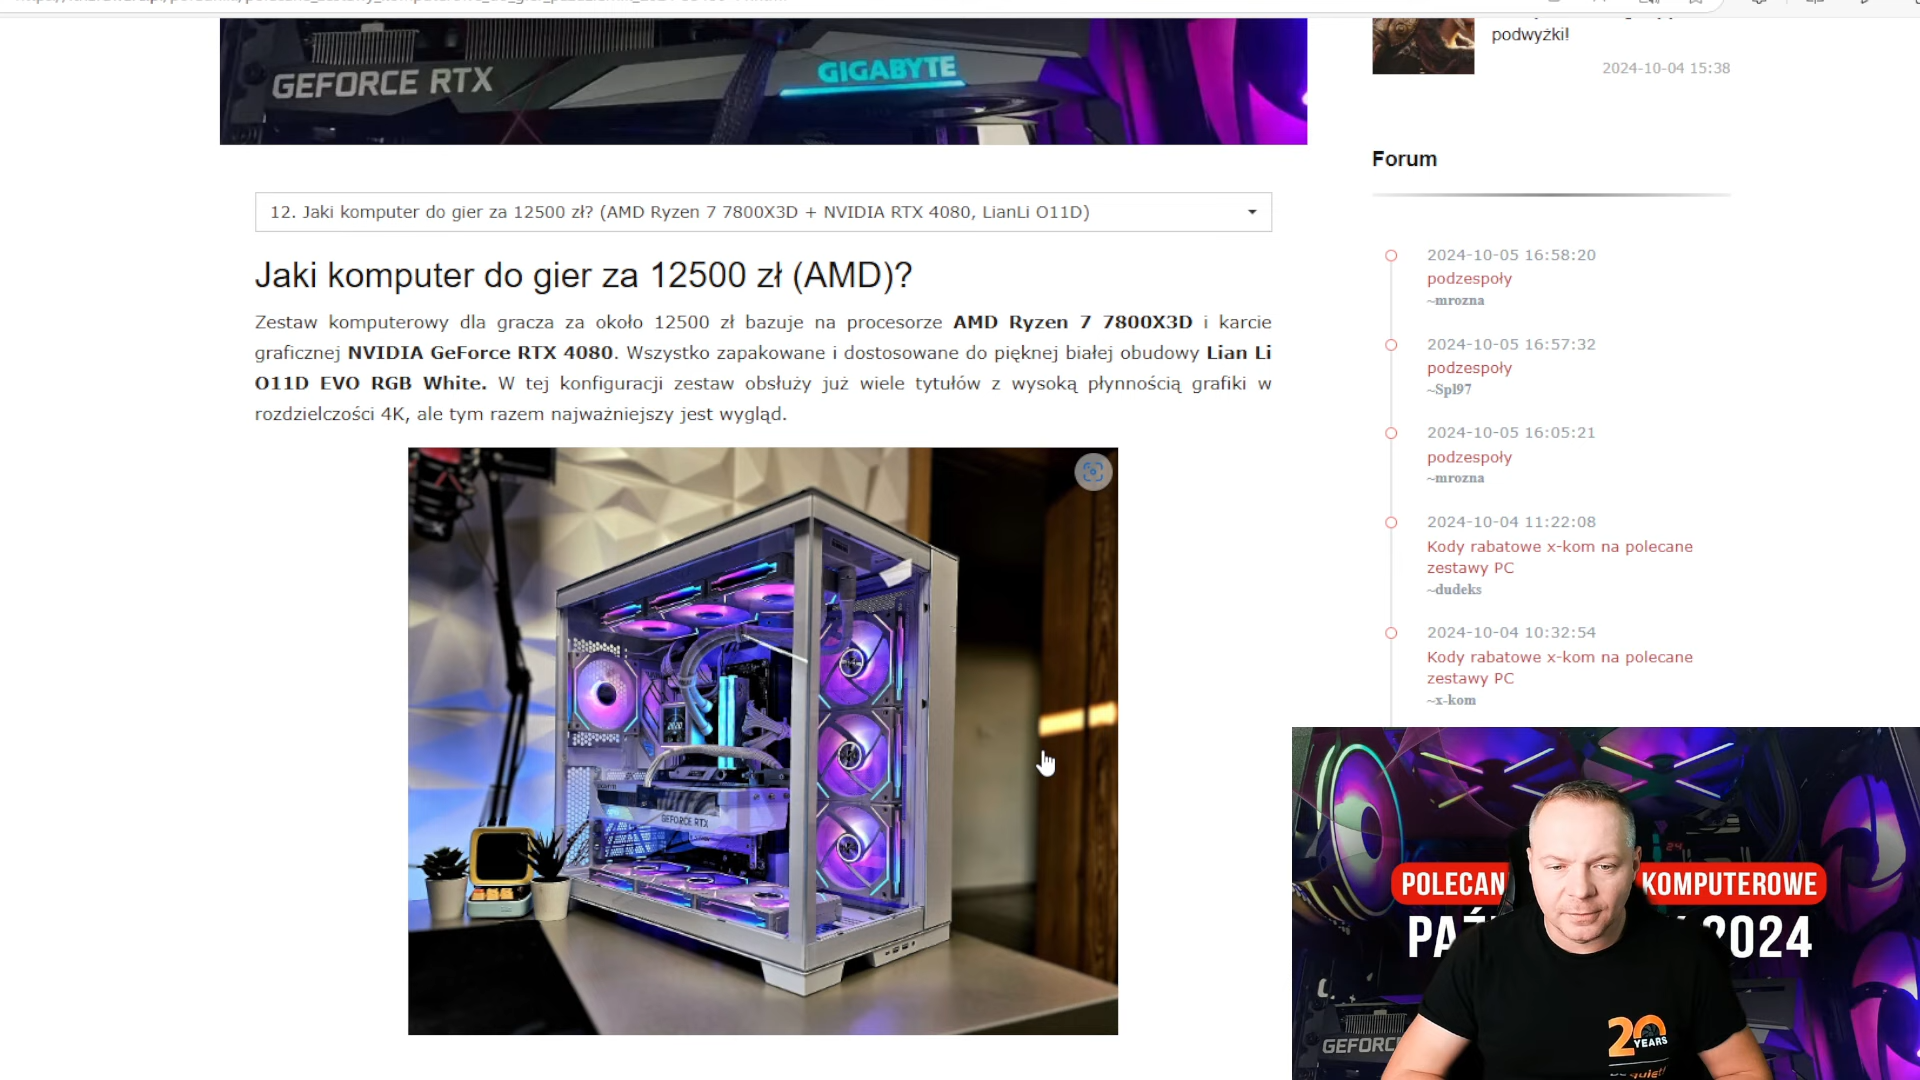 podwyżki!
2024-10-04 15:38
GEFORCE RTX
GIGABYTE
Forum
12. Jaki komputer do gier za 12500 zł? (AMD Ryzen 7 7800X3D + NVIDIA RTX 4080, LianLi O11D)
Jaki komputer do gier za 12500 zł (AMD)?
Zestaw komputerowy dla gracza za około 12500 zł bazuje na procesorze AMD Ryzen 7 7800X3D i karcie
graficznej NVIDIA GeForce RTX 4080. Wszystko zapakowane i dostosowane do pięknej białej obudowy Lian Li
O11D EVO RGB White. W tej konfiguracji zestaw obsłuży już wiele tytułów z wysoką płynnością grafiki w
rozdzielczości 4K, ale tym razem najważniejszy jest wygląd.
GEFORCE RTX
2024-10-05 16:58:20
podzespoły
~mrozna
2024-10-05 16:57:32
podzespoły
~Spl97
2024-10-05 16:05:21
podzespoły
~mrozna
2024-10-04 11:22:08
Kody rabatowe x-kom na polecane
zestawy PC
~dudeks
2024-10-04 10:32:54
Kody rabatowe x-kom na polecane
zestawy PC
~x-kom
POLECAN KOMPUTEROWE
PAŹ 2024
GEFORC
20
YEARS
be quiet!